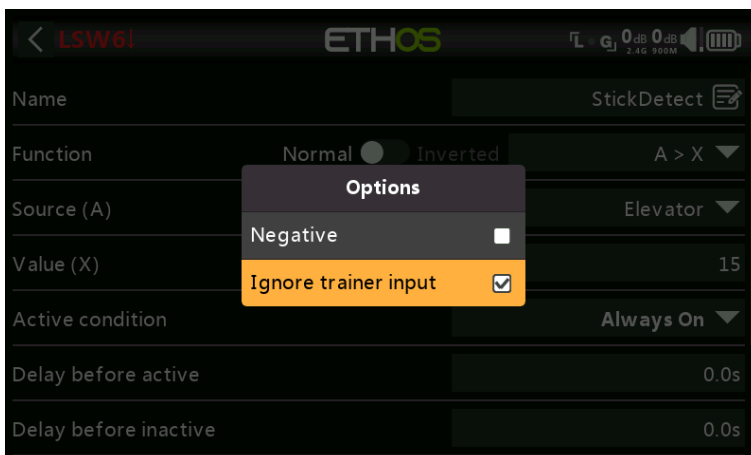 LSW6 ETHOS L G 0dB 0dB
2.4G 900M
Name StickDetect
Function Normal Inverted A > X
Options
Source (A) Elevator
Negative
Value (X) 15
Ignore trainer input
Active condition Always On
Delay before active 0.0s
Delay before inactive 0.0s